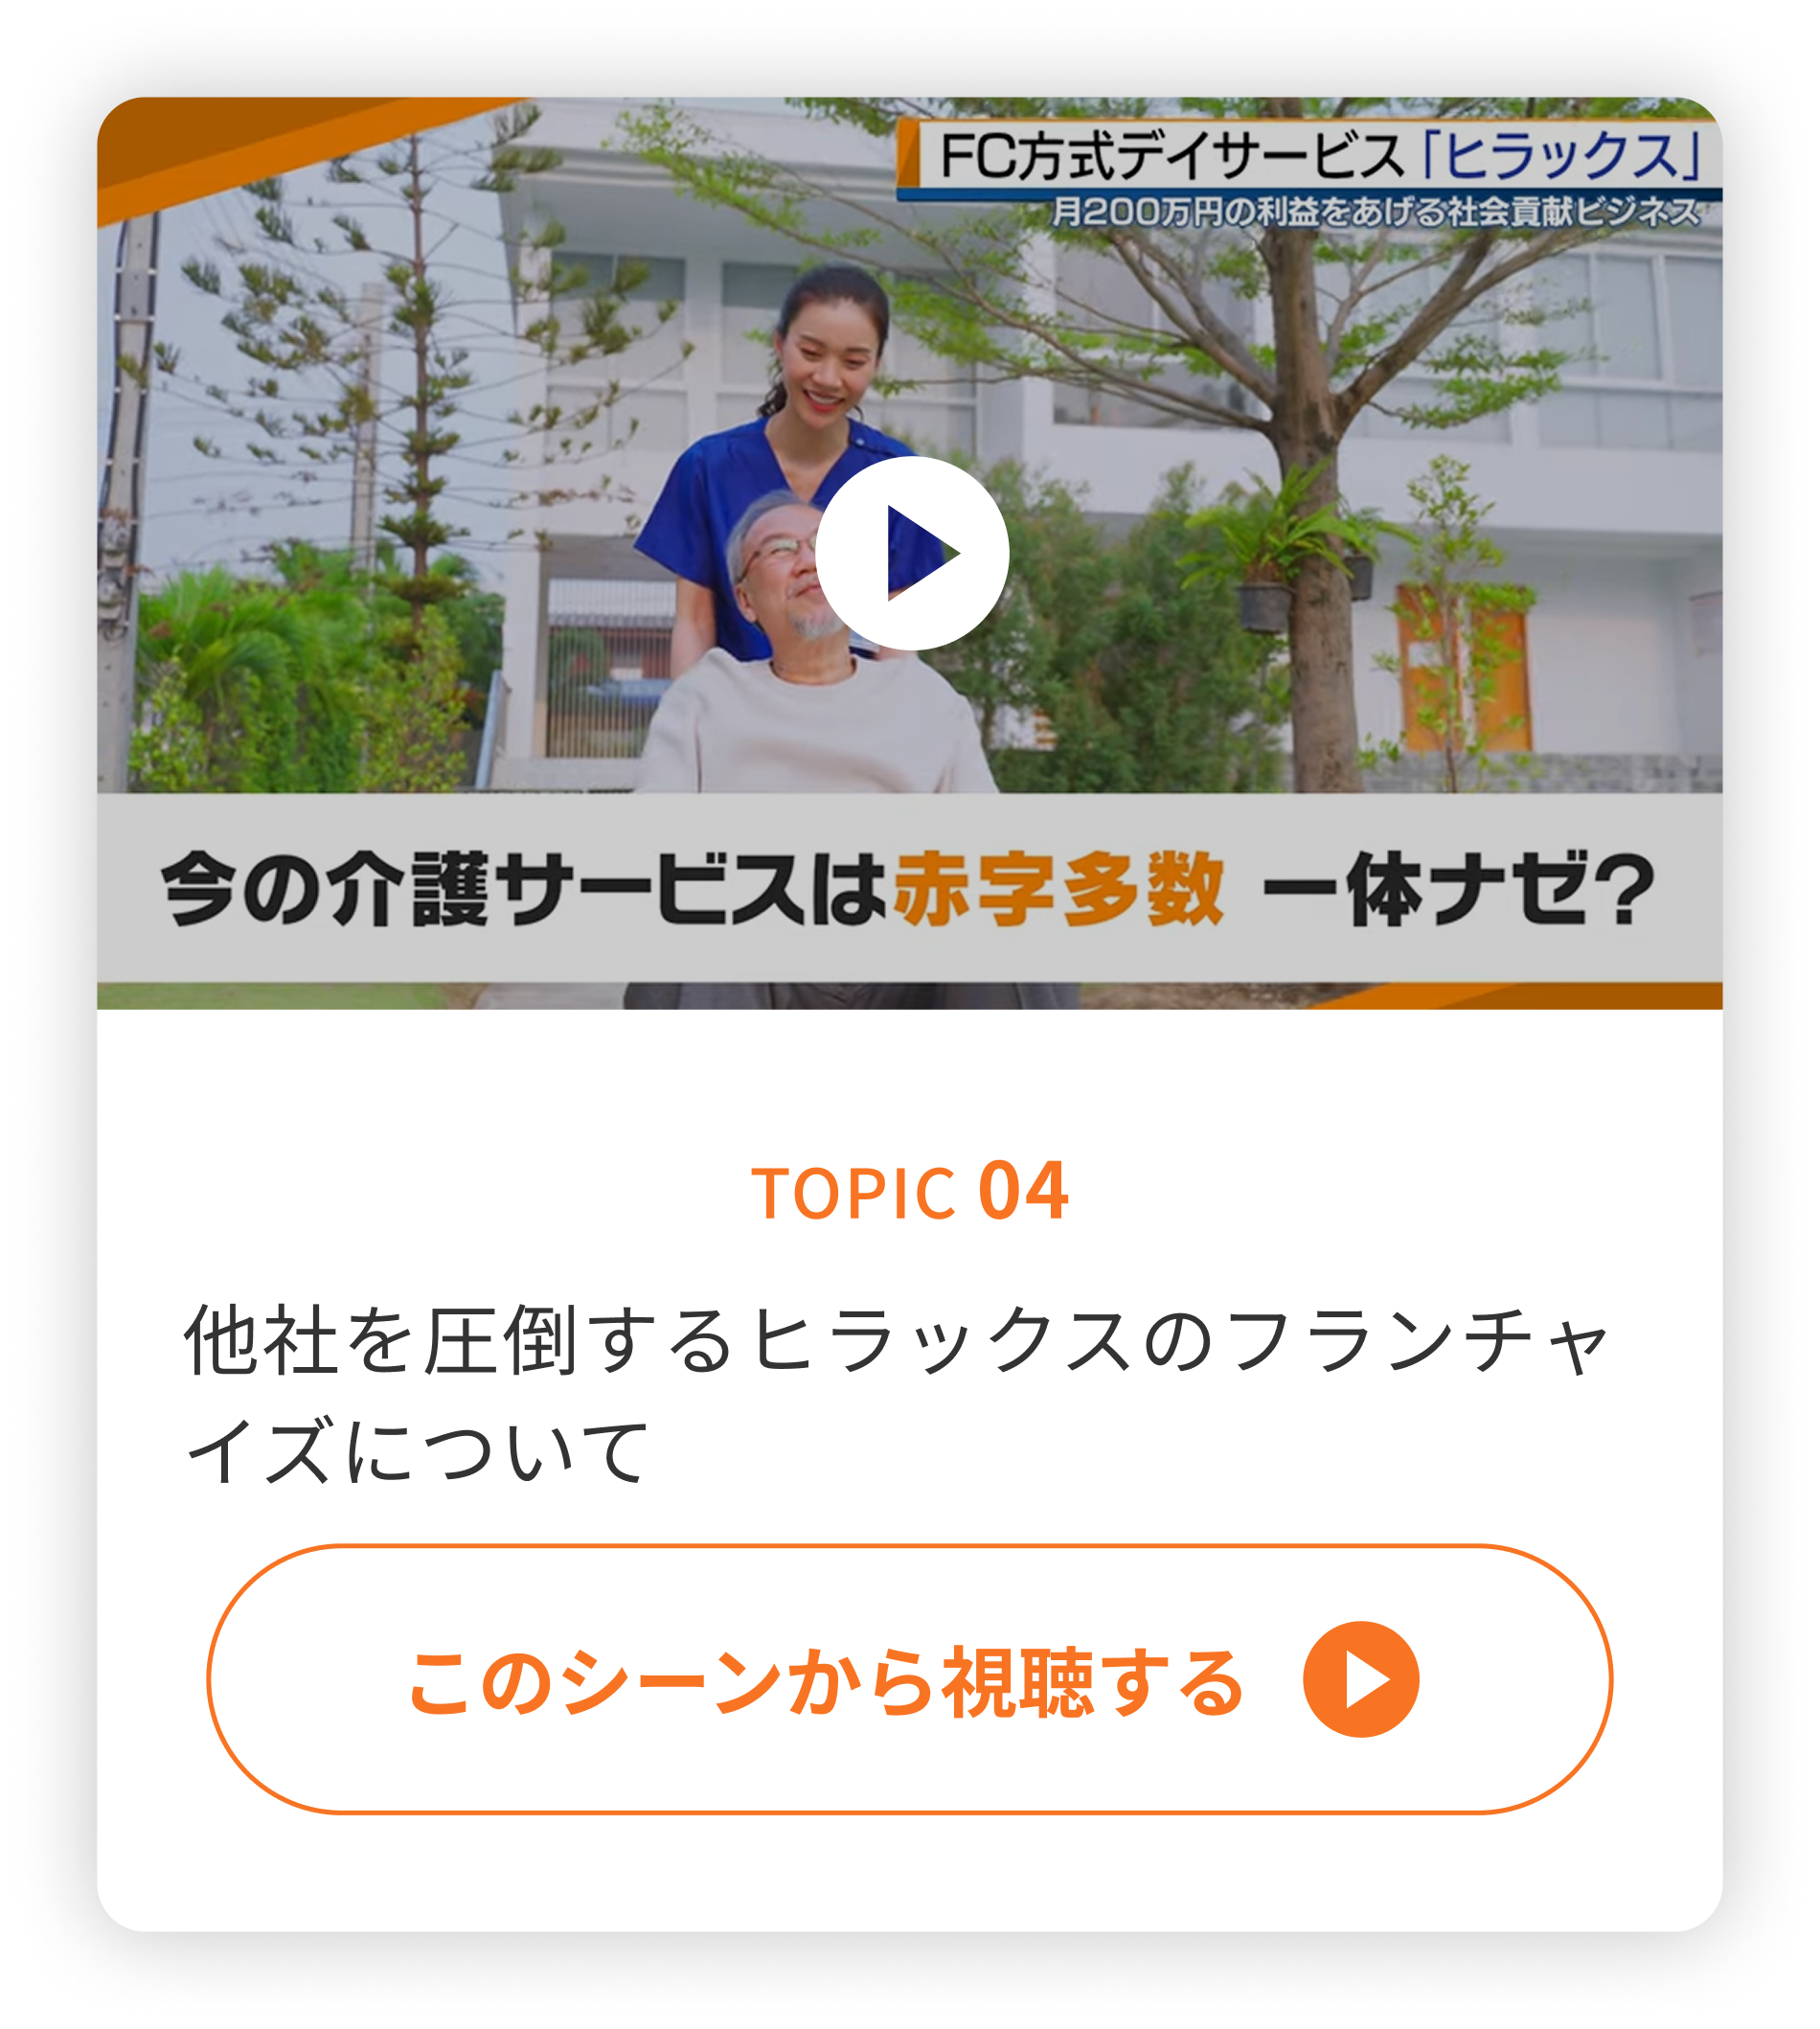 FC方式デイサービス「ヒラックス」
月200万円の利益をあげる社会貢献ビジネス
今の介護サービスは赤字多数 一体ナゼ?
TOPIC 04
他社を圧倒するヒラックスのフランチャ
イズについて
このシーンから視聴する